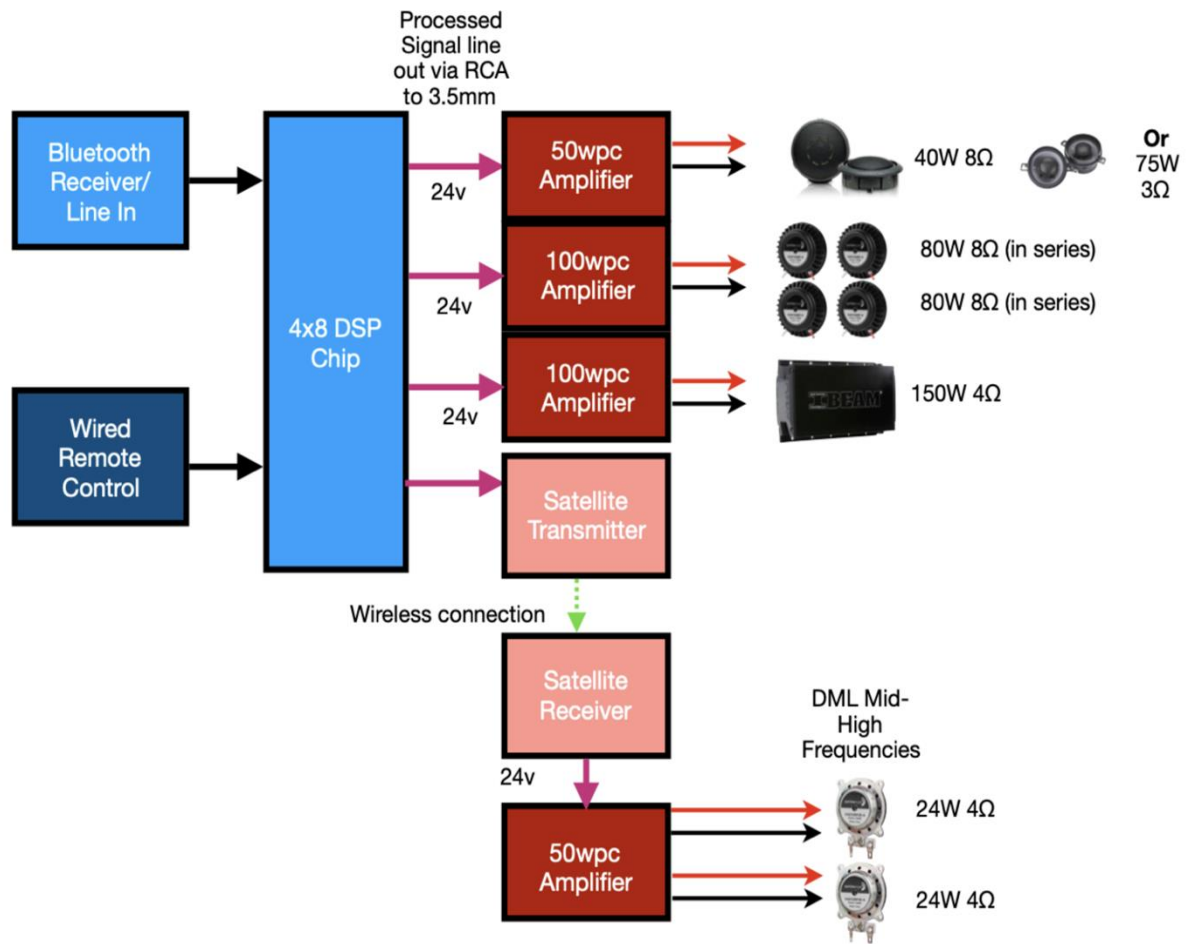 Processed
Signal line
out via RCA
to 3.5mm
Bluetooth
Receiver/
Line In
Wired
Remote
Control
4x8 DSP
Chip
24v
24v
24v
50wpc
Amplifier
100wpc
Amplifier
100wpc
Amplifier
Satellite
Transmitter
40W 8Ω
Or
75W
3Ω
80W 8Ω (in series)
80W 8Ω (in series)
BEAM
150W 4Ω
Wireless connection
Satellite
Receiver
24v
50wpc
Amplifier
DML Mid-
High
Frequencies
24W 4Ω
24W 4Ω